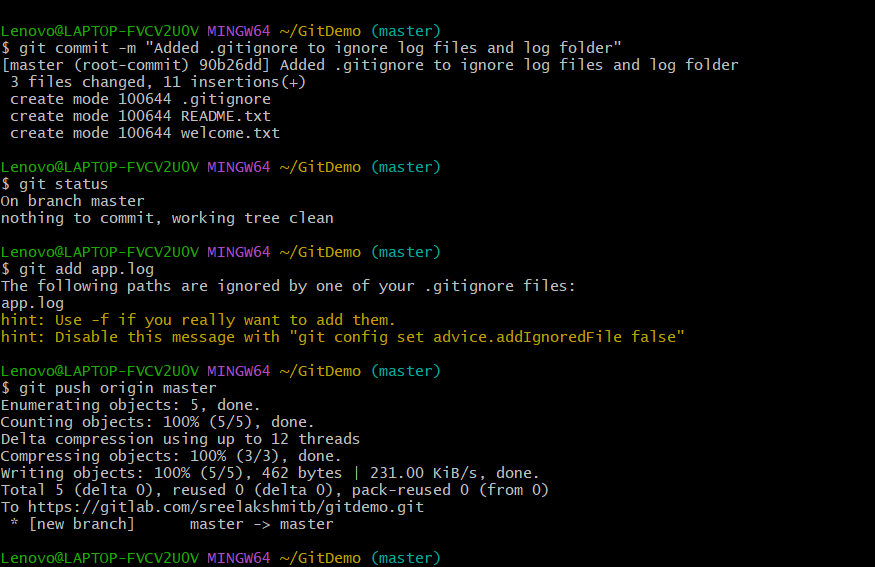 Lenovo@LAPTOP-FVCV2UOV MINGW64 ~/GitDemo (master)
$ git commit -m "Added .gitignore to ignore log files and log folder"
[master (root-commit) 90b26dd] Added .gitignore to ignore log files and log folder
 3 files changed, 11 insertions(+)
 create mode 100644 .gitignore
 create mode 100644 README.txt
 create mode 100644 welcome.txt
Lenovo@LAPTOP-FVCV2UOV MINGW64 ~/GitDemo (master)
$ git status
On branch master
nothing to commit, working tree clean
Lenovo@LAPTOP-FVCV2UOV MINGW64 ~/GitDemo (master)
$ git add app.log
The following paths are ignored by one of your .gitignore files:
app.log
hint: Use -f if you really want to add them.
hint: Disable this message with "git config set advice.addIgnoredFile false"
Lenovo@LAPTOP-FVCV2UOV MINGW64 ~/GitDemo (master)
$ git push origin master
Enumerating objects: 5, done.
Counting objects: 100% (5/5), done.
Delta compression using up to 12 threads
Compressing objects: 100% (3/3), done.
Writing objects: 100% (5/5), 462 bytes | 231.00 KiB/s, done.
Total 5 (delta 0), reused 0 (delta 0), pack-reused 0 (from 0)
To https://gitlab.com/sreelakshmitb/gitdemo.git
 * [new branch]      master -> master
Lenovo@LAPTOP-FVCV2UOV MINGW64 ~/GitDemo (master)